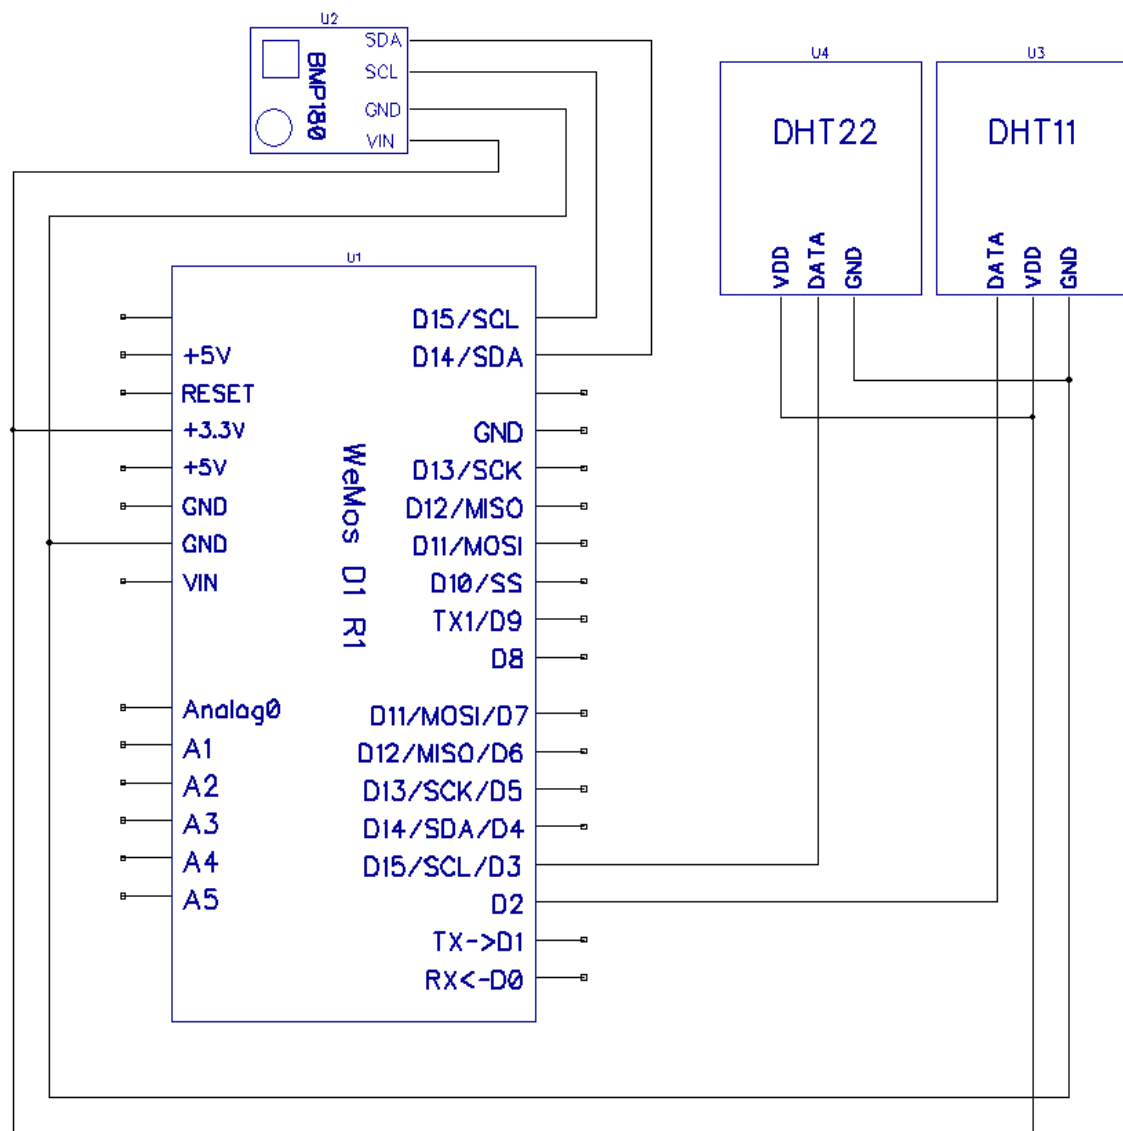 U2
SDA
SCL
GND
VIN
BMP180
U4
DHT22
VDD
DATA
GND
U3
DHT11
DATA
VDD
GND
U1
+5V
RESET
+3.3V
+5V
GND
GND
VIN
Analag0
A1
A2
A3
A4
A5
WeMos D1 R1
D15/SCL
D14/SDA
GND
D13/SCK
D12/MISO
D11/MOSI
D10/SS
TX1/D9
D8
D11/MOSI/D7
D12/MISO/D6
D13/SCK/D5
D14/SDA/D4
D15/SCL/D3
D2
TX->D1
RX<-D0